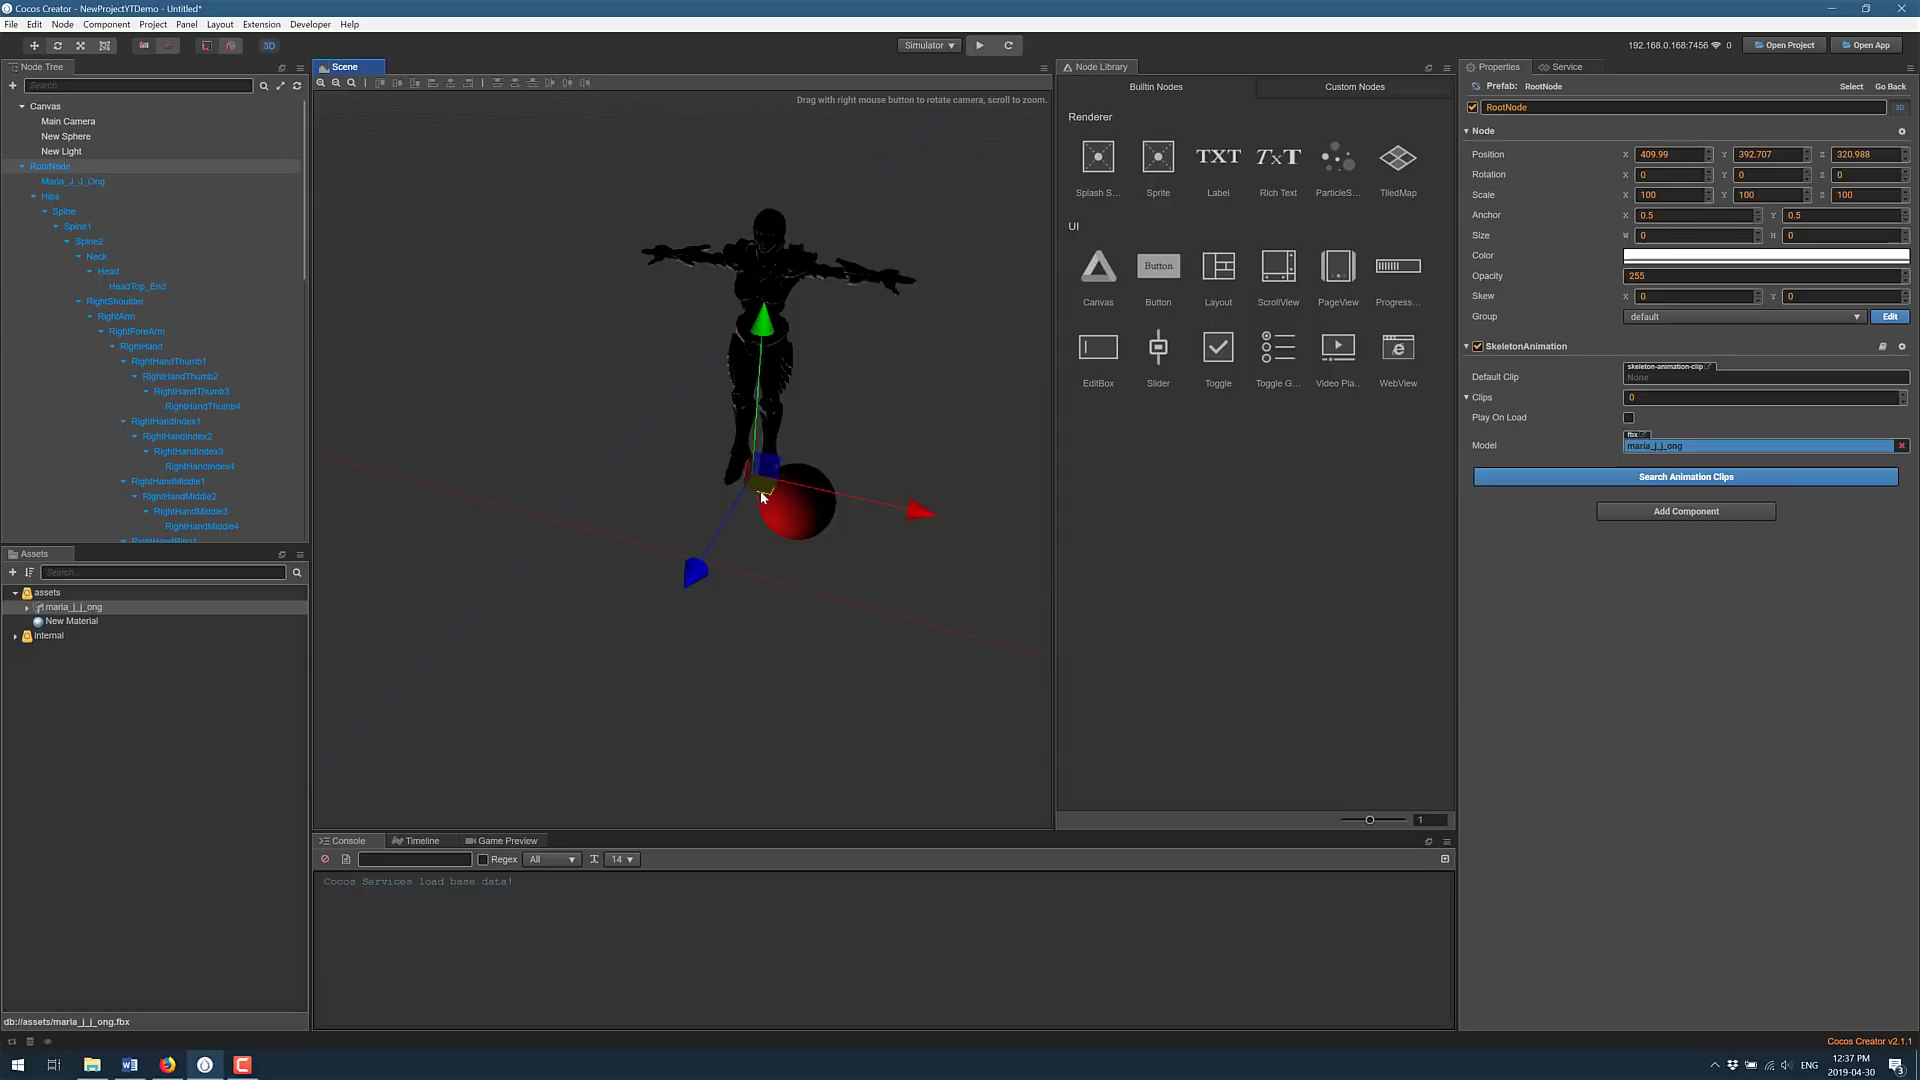 Cocos Creator - NewProjectYTDemo - Untitled*
File Edit Node Component Project Panel Layout Extension Developer Help
3D Simulator 192.168.0.168:7456 0 Open Project Open App
Node Tree
Search...
Canvas
Main Camera
New Sphere
New Light
RootNode
Maria_J_J_Ong
Hips
Spine
Spine1
Spine2
Neck
Head
HeadTop_End
RightShoulder
RightArm
RightForeArm
RightHand
RightHandThumb1
RightHandThumb2
RightHandThumb3
RightHandThumb4
RightHandIndex1
RightHandIndex2
RightHandIndex3
RightHandIndex4
RightHandMiddle1
RightHandMiddle2
RightHandMiddle3
RightHandMiddle4
RightHandRing1
Assets
Search...
assets
maria_j_j_ong
New Material
internal
db://assets/maria_j_j_ong.fbx
Scene
Drag with right mouse button to rotate camera, scroll to zoom.
Console Timeline Game Preview
Regex All 14
Cocos Services load base data!
Node Library
Builtin Nodes Custom Nodes
Renderer
TXT TxT
Splash S... Sprite Label Rich Text ParticleS... TiledMap
UI
Button
Canvas Button Layout ScrollView PageView Progress...
EditBox Slider Toggle Toggle G... Video Pla... WebView
1
Properties Service
Prefab: RootNode Select Go Back
RootNode 3D
Node
Position X 409.99 Y 392.707 Z 320.988
Rotation X 0 Y 0 Z 0
Scale X 100 Y 100 Z 100
Anchor X 0.5 Y 0.5
Size W 0 H 0
Color
Opacity 255
Skew X 0 Y 0
Group default Edit
SkeletonAnimation
skeleton-animation-clip
Default Clip None
Clips 0
Play On Load
fbx
Model maria_j_j_ong
Search Animation Clips
Add Component
Cocos Creator v2.1.1
ENG
12:37 PM
2019-04-30
3